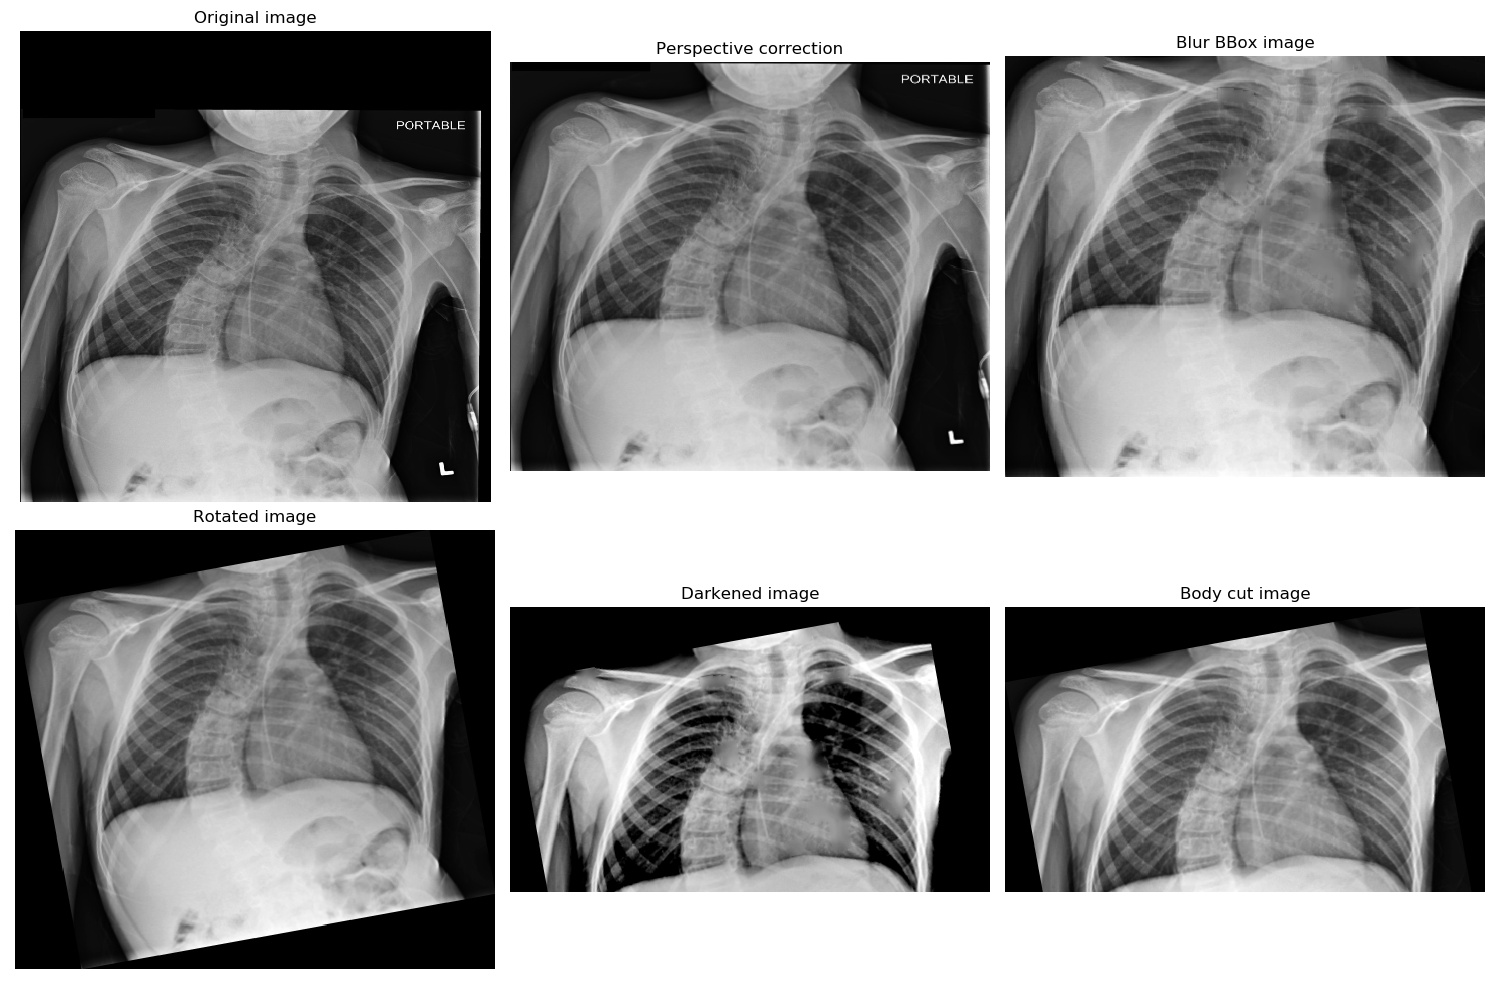 Original image
Perspective correction
Blur BBox image
PORTABLE
PORTABLE
L
L
Rotated image
Darkened image
Body cut image